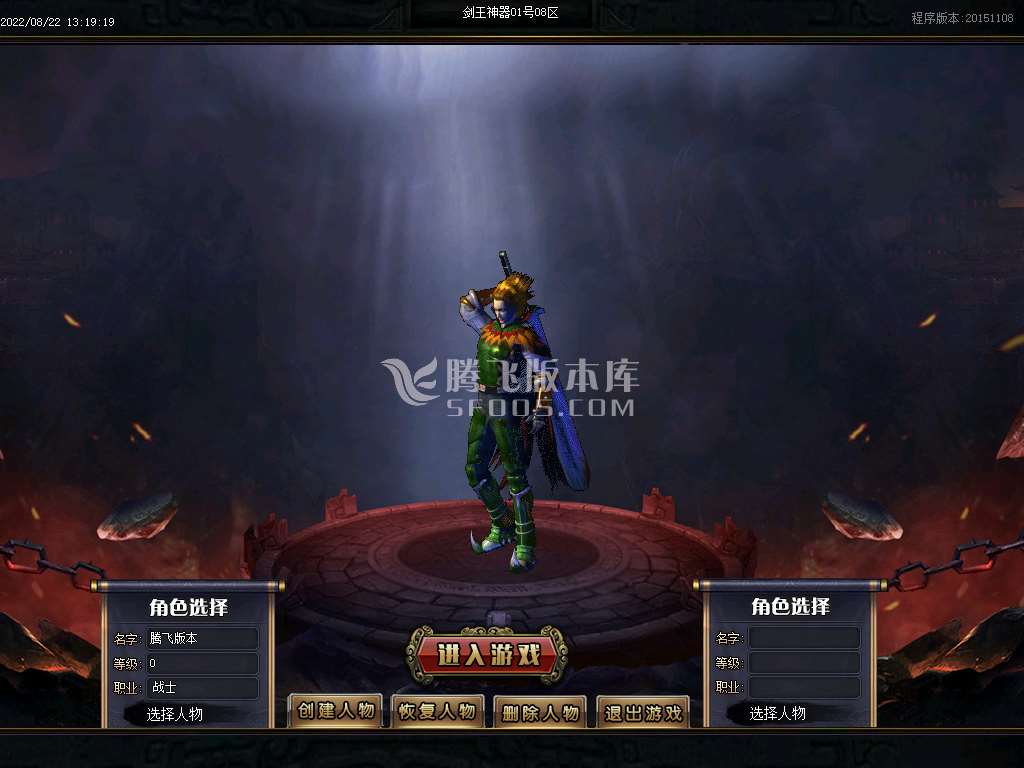 剑王神器01号08区
2022/08/22 13:19:19
程序版本:20151108
腾飞版本库
SF005.COM
角色选择
名字: 腾飞版本
等级: 0
职业: 战士
选择人物
进入游戏
创建人物 恢复人物 删除人物 退出游戏
角色选择
名字:
等级:
职业:
选择人物